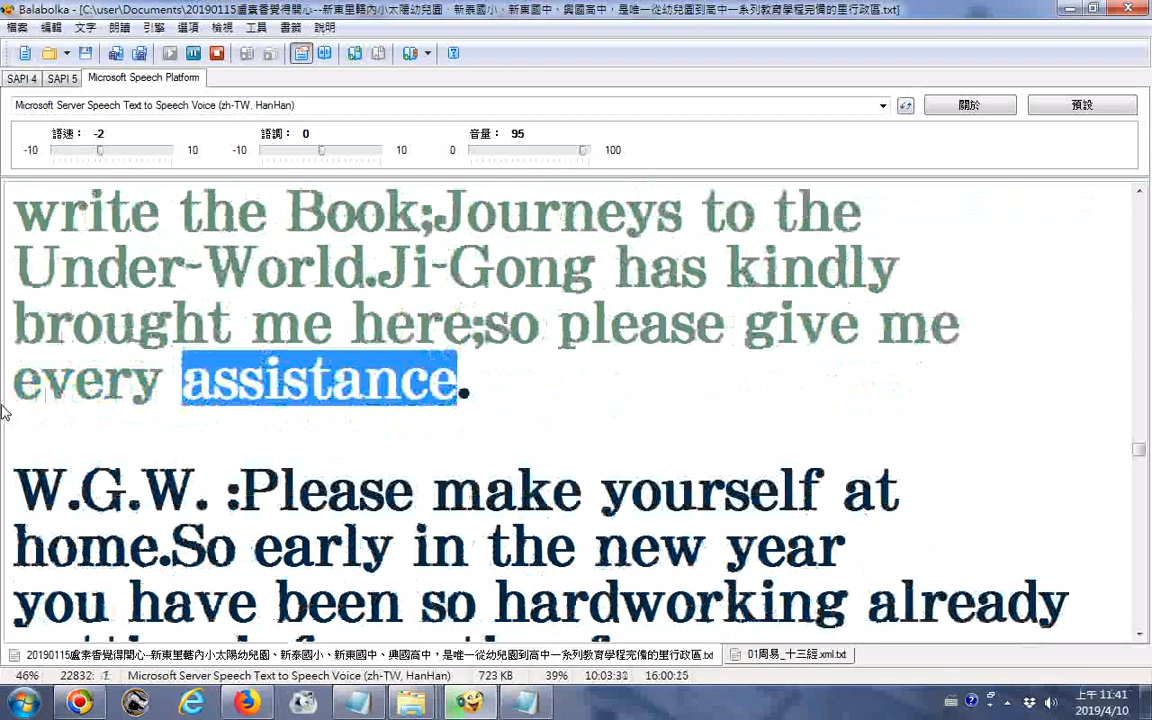 Balabolka - [C:\user\Documents\20190115盧素香覺得開心--新東里轄內小太陽幼兒園、新泰國小、新東國中、興國高中，是唯一從幼兒園到高中一系列教育學程完備的里行政區.txt]
檔案 編輯 文字 朗讀 引擎 選項 檢視 工具 書籤 說明
SAPI 4 SAPI 5 Microsoft Speech Platform
Microsoft Server Speech Text to Speech Voice (zh-TW, HanHan) 關於 預設
語速： -2 語調： 0 音量： 95
-10 10 -10 10 0 100
write the Book;Journeys to the
Under-World.Ji-Gong has kindly
brought me here;so please give me
every assistance.
W.G.W. :Please make yourself at
home.So early in the new year
you have been so hardworking already
20190115盧素香覺得開心--新東里轄內小太陽幼兒園、新泰國小、新東國中、興國高中，是唯一從幼兒園到高中一系列教育學程完備的里行政區.txt 01周易_十三經.xml.txt
46% 22832: 1 Microsoft Server Speech Text to Speech Voice (zh-TW, HanHan) 723 KB 39% 10:03:31 16:00:25
上午 11:41
2019/4/10